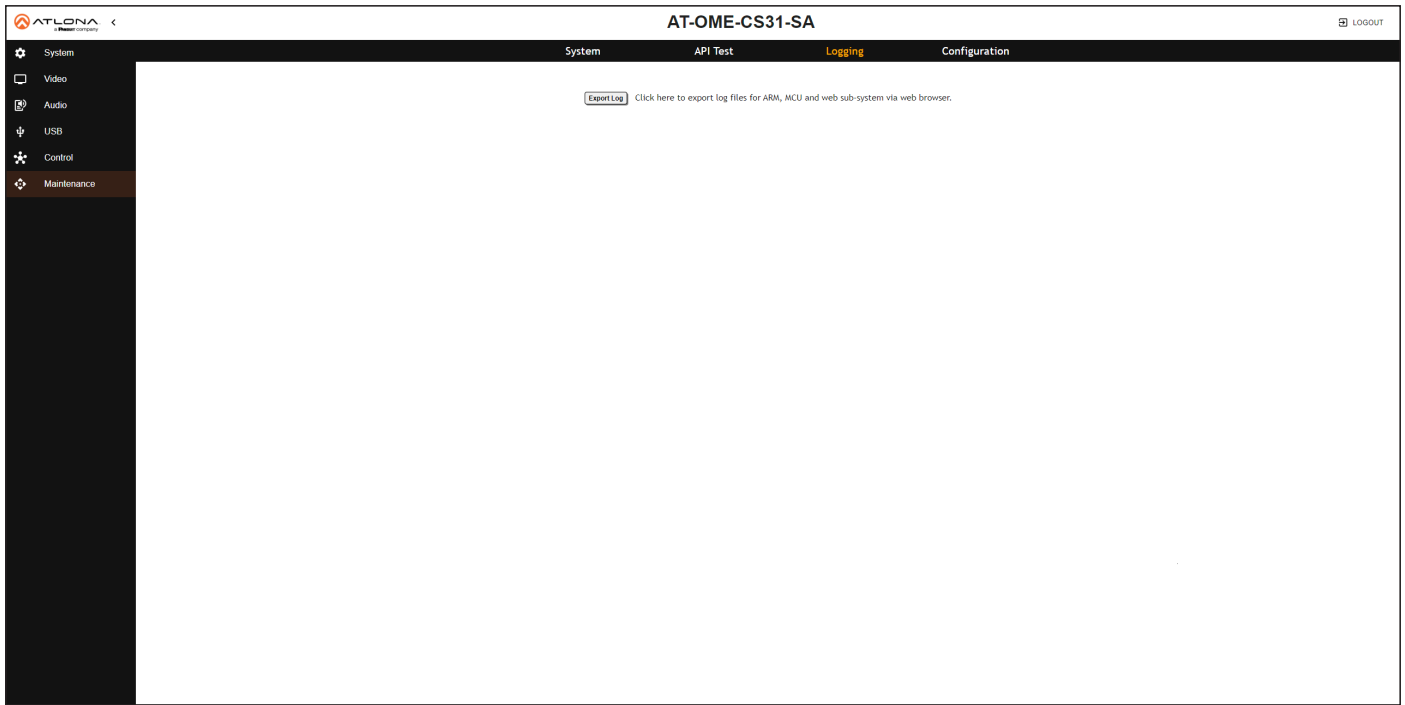 ATLONA
a Panduit company
AT-OME-CS31-SA
LOGOUT
System
Video
Audio
USB
Control
Maintenance
System API Test Logging Configuration
Export Log Click here to export log files for ARM, MCU and web sub-system via web browser.